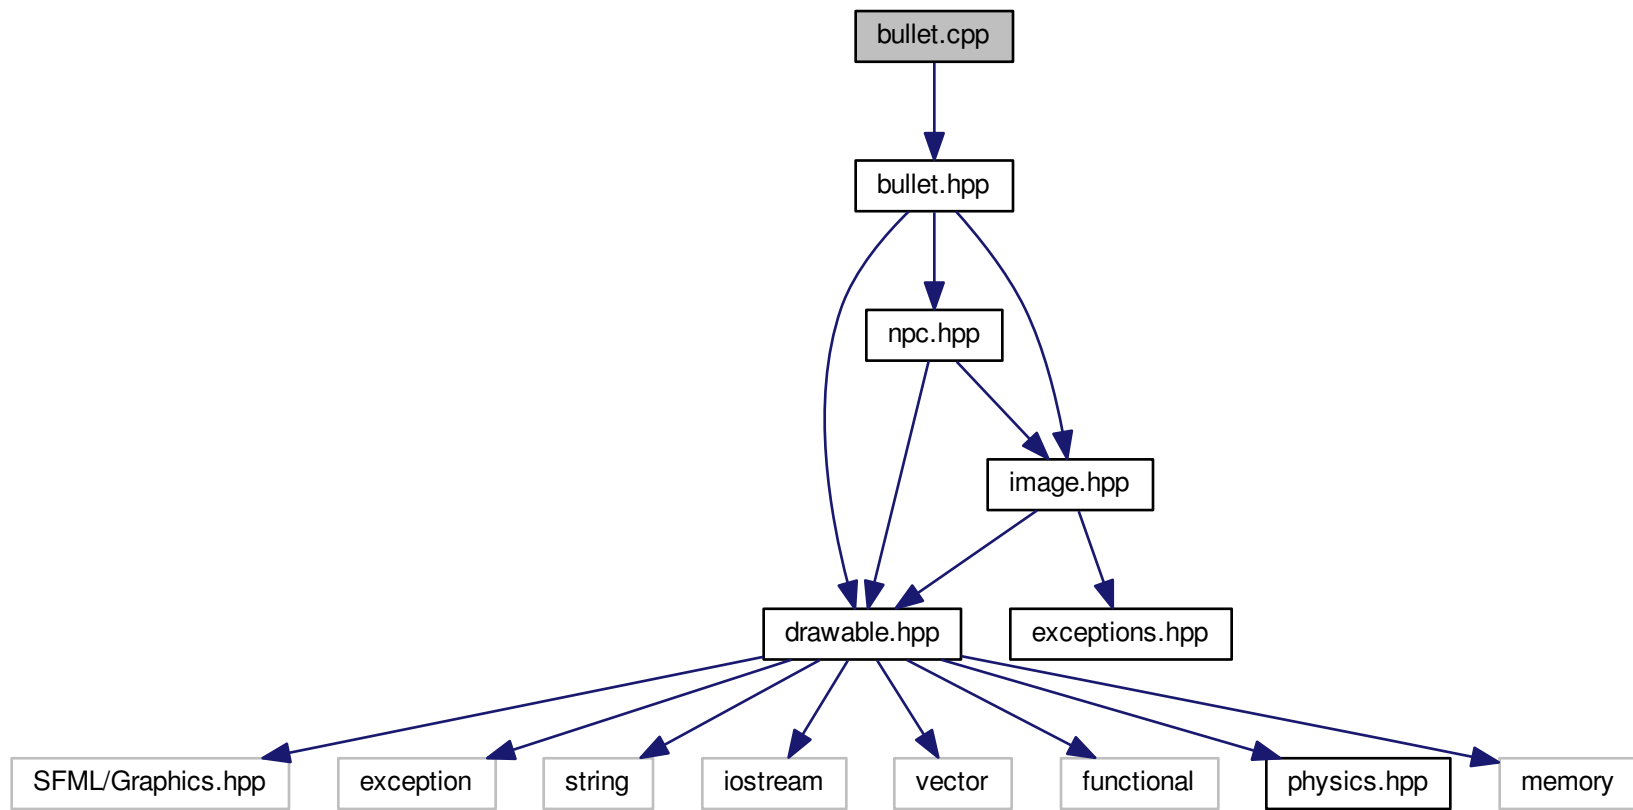 bullet.cpp
bullet.hpp
npc.hpp
image.hpp
drawable.hpp
exceptions.hpp
SFML/Graphics.hpp
exception
string
iostream
vector
functional
physics.hpp
memory